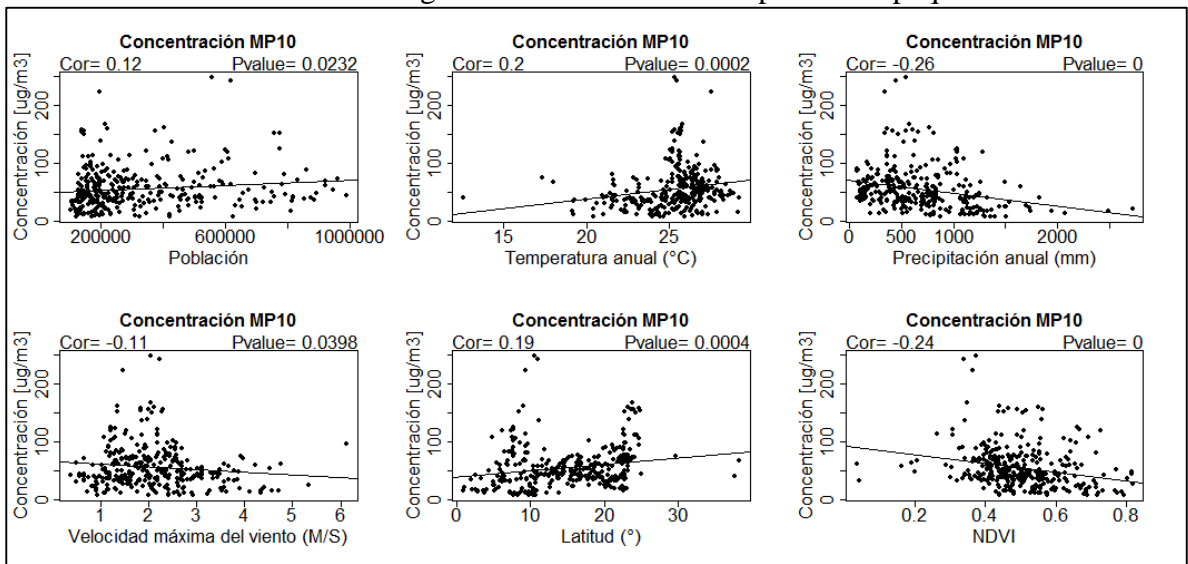 Concentración MP10
Cor= 0.12 Pvalue= 0.0232
Concentración [ug/m3]
0 100 200
200000 600000 1000000
Población
Concentración MP10
Cor= 0.2 Pvalue= 0.0002
Concentración [ug/m3]
0 100 200
15 20 25
Temperatura anual (°C)
Concentración MP10
Cor= -0.26 Pvalue= 0
Concentración [ug/m3]
0 100 200
0 500 1000 2000
Precipitación anual (mm)
Concentración MP10
Cor= -0.11 Pvalue= 0.0398
Concentración [ug/m3]
0 100 200
1 2 3 4 5 6
Velocidad máxima del viento (M/S)
Concentración MP10
Cor= 0.19 Pvalue= 0.0004
Concentración [ug/m3]
0 100 200
0 10 20 30
Latitud (°)
Concentración MP10
Cor= -0.24 Pvalue= 0
Concentración [ug/m3]
0 100 200
0.2 0.4 0.6 0.8
NDVI